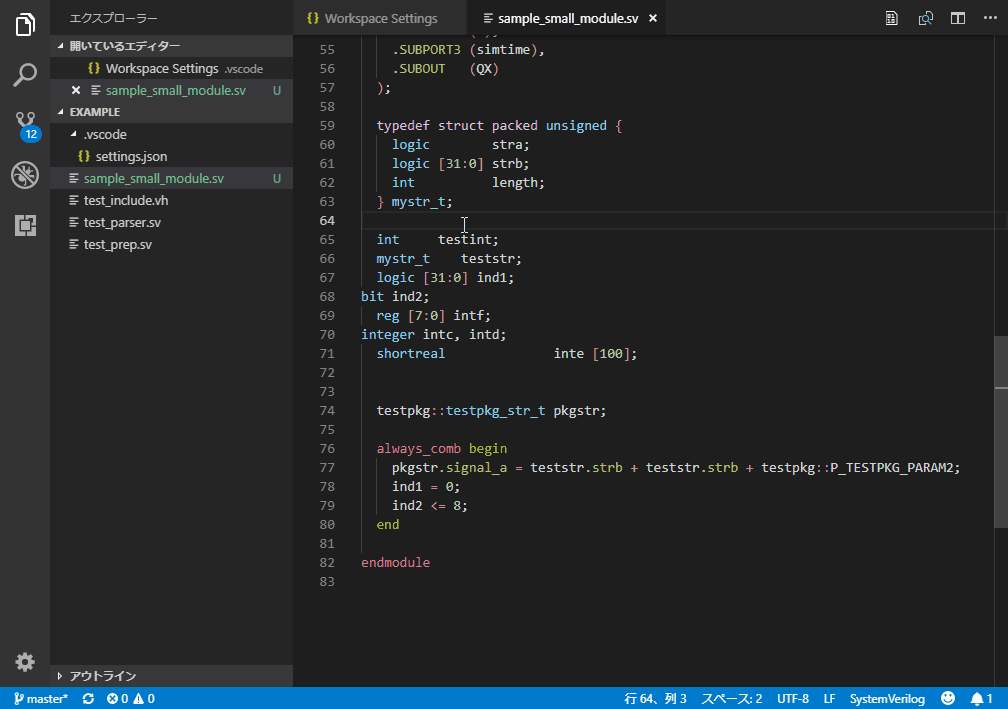 エクスプローラー
{} Workspace Settings
sample_small_module.sv ×
開いているエディター
{} Workspace Settings .vscode
× sample_small_module.sv U
EXAMPLE
12
.vscode
{} settings.json
sample_small_module.sv U
test_include.vh
test_parser.sv
test_prep.sv
アウトライン
55 .SUBPORT3 (simtime),
56 .SUBOUT   (QX)
57 );
58
59 typedef struct packed unsigned {
60 logic        stra;
61 logic [31:0] strb;
62 int          length;
63 } mystr_t;
64
65 int     testint;
66 mystr_t    teststr;
67 logic [31:0] ind1;
68 bit ind2;
69 reg [7:0] intf;
70 integer intc, intd;
71 shortreal              inte [100];
72
73
74 testpkg::testpkg_str_t pkgstr;
75
76 always_comb begin
77 pkgstr.signal_a = teststr.strb + teststr.strb + testpkg::P_TESTPKG_PARAM2;
78 ind1 = 0;
79 ind2 <= 8;
80 end
81
82 endmodule
83
master* 0 0 行 64、列 3 スペース: 2 UTF-8 LF SystemVerilog 1